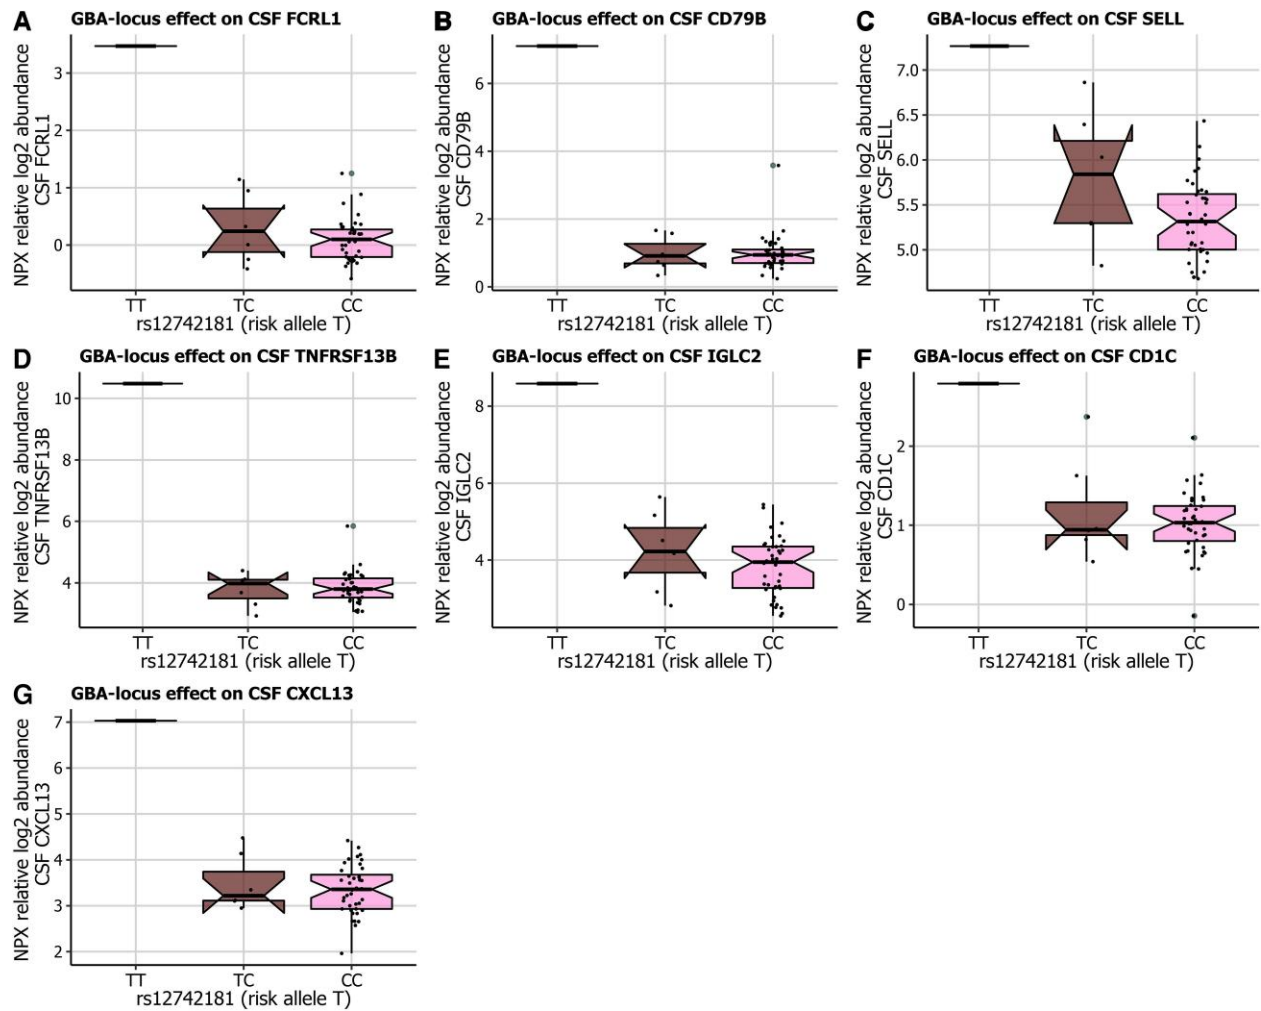 A GBA-locus effect on CSF FCRL1
NPX relative log2 abundance
CSF FCRL1
3
2
1
0
TT TC CC
rs12742181 (risk allele T)
B GBA-locus effect on CSF CD79B
NPX relative log2 abundance
CSF CD79B
6
4
2
0
TT TC CC
rs12742181 (risk allele T)
C GBA-locus effect on CSF SELL
NPX relative log2 abundance
CSF SELL
7.0
6.5
6.0
5.5
5.0
TT TC CC
rs12742181 (risk allele T)
D GBA-locus effect on CSF TNFRSF13B
NPX relative log2 abundance
CSF TNFRSF13B
10
8
6
4
TT TC CC
rs12742181 (risk allele T)
E GBA-locus effect on CSF IGLC2
NPX relative log2 abundance
CSF IGLC2
8
6
4
TT TC CC
rs12742181 (risk allele T)
F GBA-locus effect on CSF CD1C
NPX relative log2 abundance
CSF CD1C
2
1
0
TT TC CC
rs12742181 (risk allele T)
G GBA-locus effect on CSF CXCL13
NPX relative log2 abundance
CSF CXCL13
7
6
5
4
3
2
TT TC CC
rs12742181 (risk allele T)